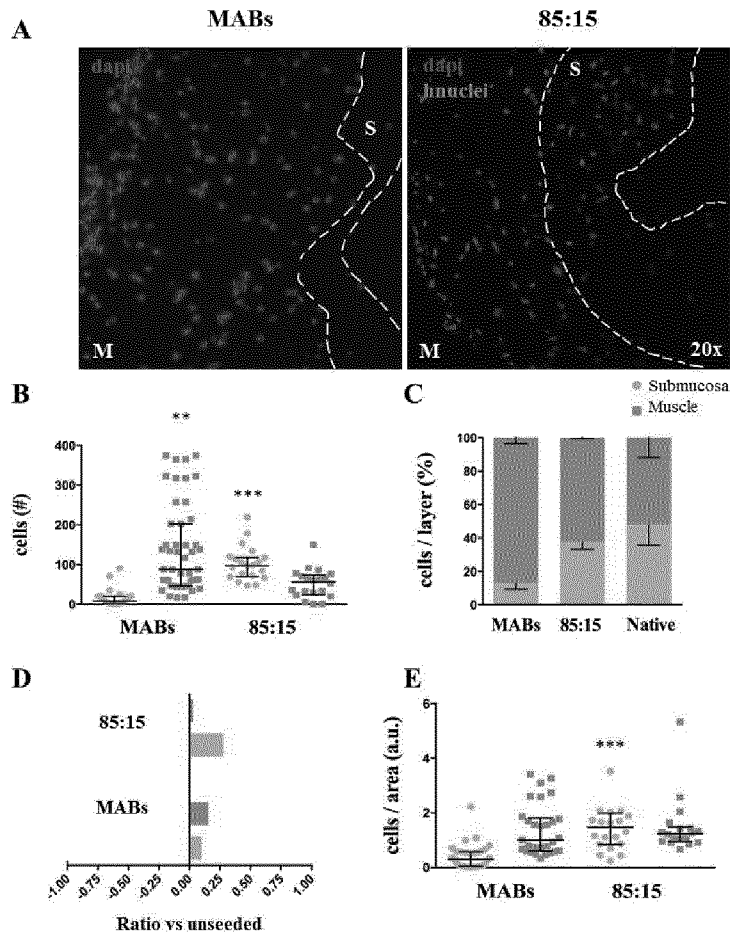 MABs 85:15
A
dapi dapi
hnuclei
S S
M M 20x
B C
Submucosa
Muscle
** ***
cells (#)
400
300
200
100
0
MABs 85:15
cells / layer (%)
100
80
60
40
20
0
MABs 85:15 Native
D E
85:15
MABs
-1.00 -0.75 -0.50 -0.25 0.00 0.25 0.50 0.75 1.00
Ratio vs unseeded
***
cells / area (a.u.)
6
4
2
0
MABs 85:15